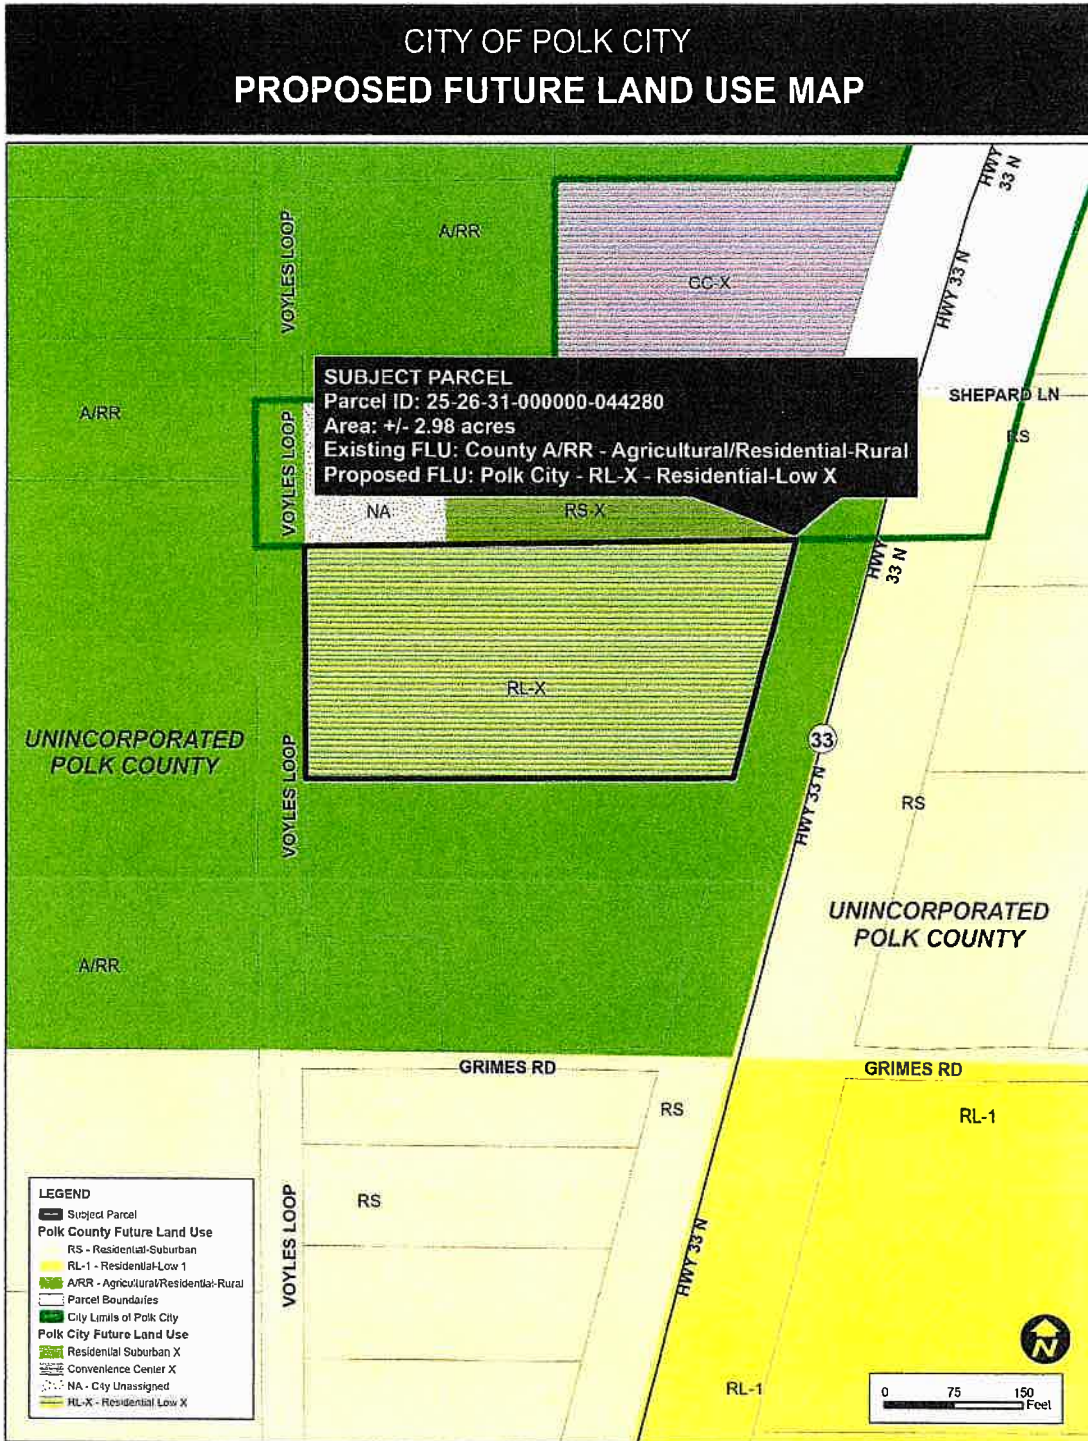 CITY OF POLK CITY
PROPOSED FUTURE LAND USE MAP
HWY
33 N
VOYLES LOOP
A/RR
HWY 33 N
CC-X
SUBJECT PARCEL
Parcel ID: 25-26-31-000000-044280
Area: +/- 2.98 acres
Existing FLU: County A/RR - Agricultural/Residential-Rural
Proposed FLU: Polk City - RL-X - Residential-Low X
SHEPARD LN
A/RR
RS
VOYLES LOOP
NA
RS-X
HWY
33 N
RL-X
UNINCORPORATED
POLK COUNTY
VOYLES LOOP
33
HWY 33 N
RS
UNINCORPORATED
POLK COUNTY
A/RR
GRIMES RD
GRIMES RD
RS
RL-1
RS
VOYLES LOOP
HWY 33 N
RL-1
LEGEND
Subject Parcel
Polk County Future Land Use
RS - Residential-Suburban
RL-1 - Residential-Low 1
A/RR - Agricultural/Residential-Rural
Parcel Boundaries
City Limits of Polk City
Polk City Future Land Use
Residential Suburban X
Convenience Center X
NA - City Unassigned
RL-X - Residential Low X
N
0 75 150
Feet